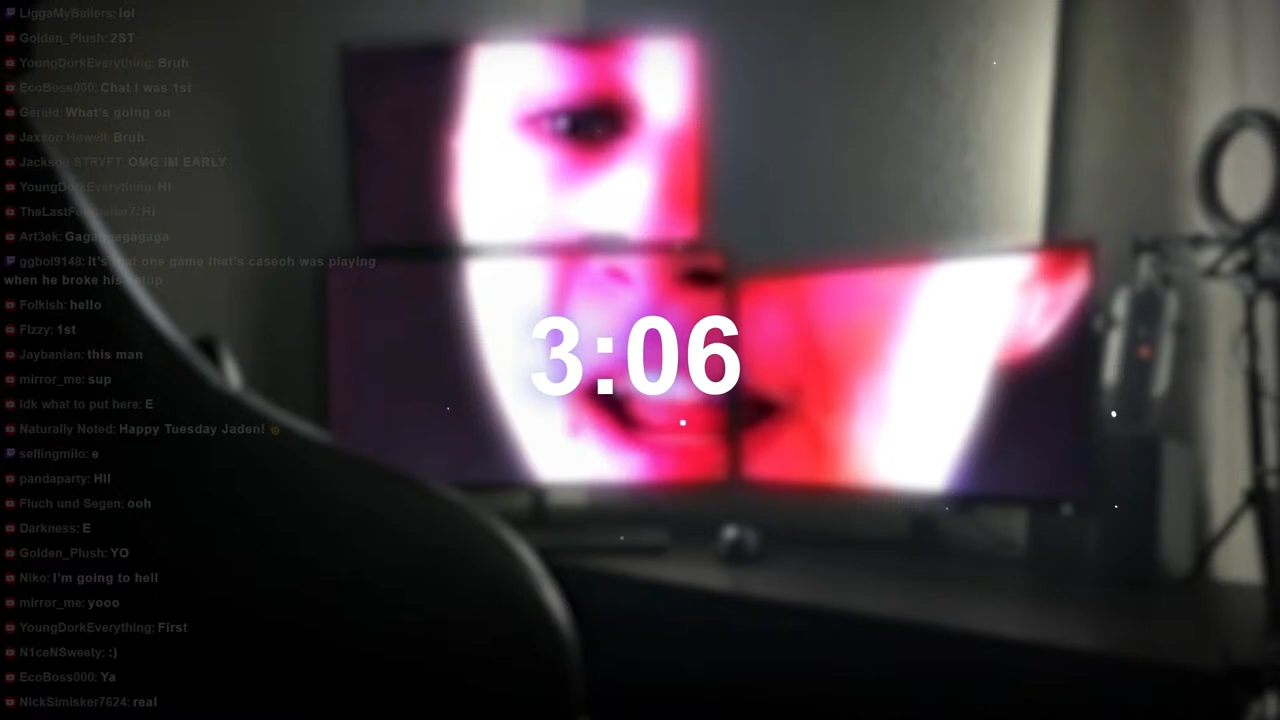 LiggaMyBallers: lol
Golden_Plush: 2ST
YoungDorkEverything: Bruh
EcoBoss000: Chat I was 1st
Gerald: What's going on
Jaxson Howell: Bruh
Jackson STRYFT: OMG IM EARLY
YoungDorkEverything: HI
TheLastFootballer7: Hi
Art3ek: Gagagagagagaga
ggbol9148: It's that one game that's caseoh was playing
when he broke his setup
Folkish: hello
Fizzy: 1st
3:06
Jaybanian: this man
mirror_me: sup
Idk what to put here: E
Naturally Noted: Happy Tuesday Jaden!
sellingmilo: e
pandaparty: HII
Fluch und Segen: ooh
Darkness: E
Golden_Plush: YO
Niko: I'm going to hell
mirror_me: yooo
YoungDorkEverything: First
N1ceNSweety: :)
EcoBoss000: Ya
NickSimisker7624: real